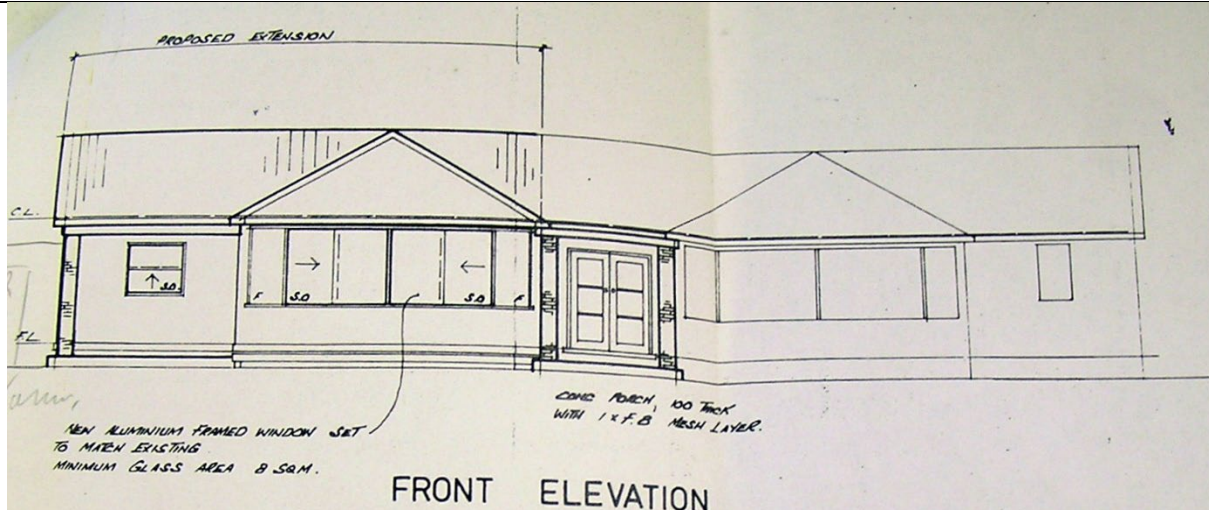 PROPOSED EXTENSION
C.L.
S.D.
F S.D. S.D. F
F.L.
CONC PORCH, 100 THICK
WITH 1 x F.8 MESH LAYER.
NEW ALUMINIUM FRAMED WINDOW SET
TO MATCH EXISTING
MINIMUM GLASS AREA 8 SQM.
FRONT ELEVATION